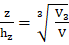 z/h_z = ∛(V_3/V)